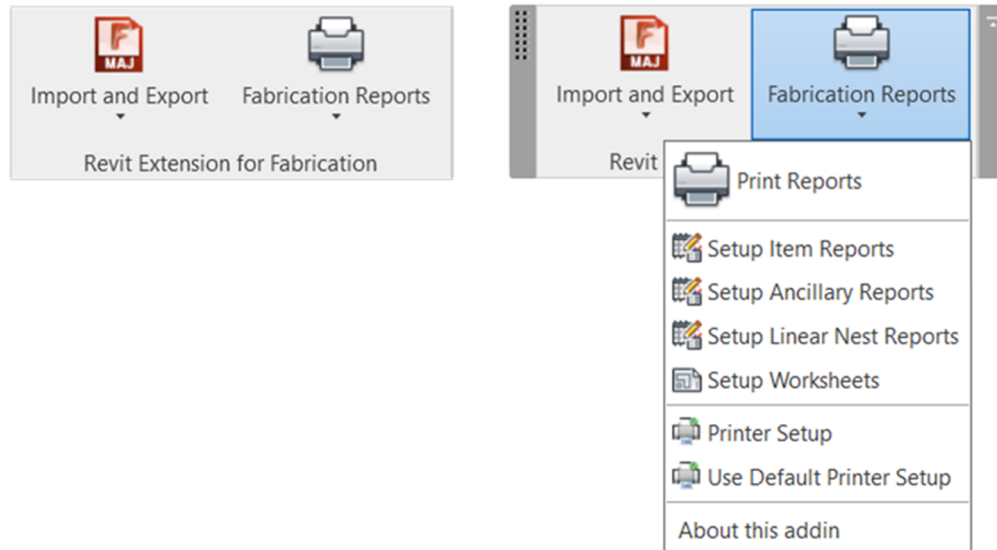 MAJ
Import and Export
Fabrication Reports
Revit Extension for Fabrication
MAJ
Import and Export
Fabrication Reports
Revit
Print Reports
Setup Item Reports
Setup Ancillary Reports
Setup Linear Nest Reports
Setup Worksheets
Printer Setup
Use Default Printer Setup
About this addin